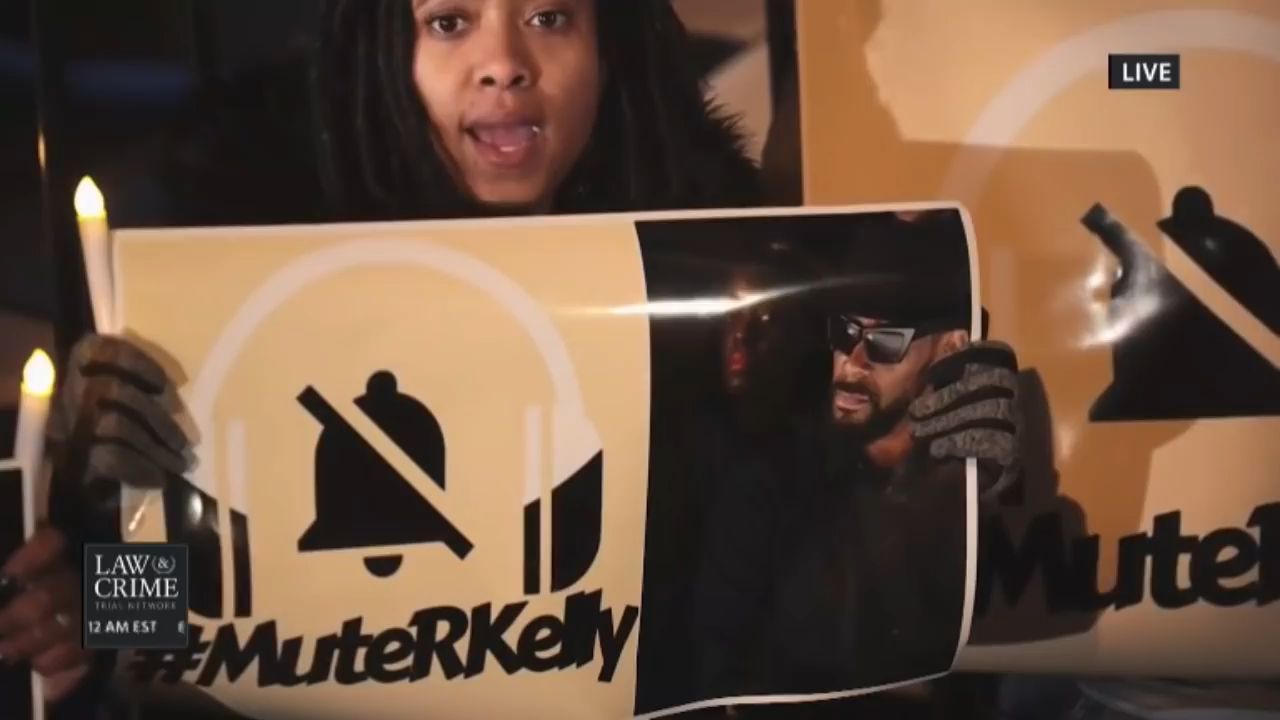 LIVE
#MuteRKelly
MuteR
LAW &
CRIME
TRIAL NETWORK
12 AM EST